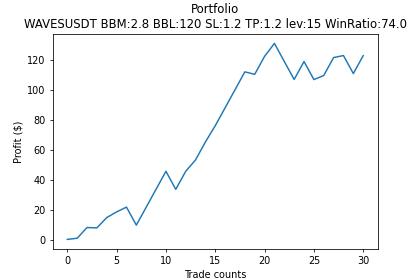 Portfolio
WAVESUSDT BBM:2.8 BBL:120 SL:1.2 TP:1.2 lev:15 WinRatio:74.0
Profit ($)
120
100
80
60
40
20
0
0 5 10 15 20 25 30
Trade counts